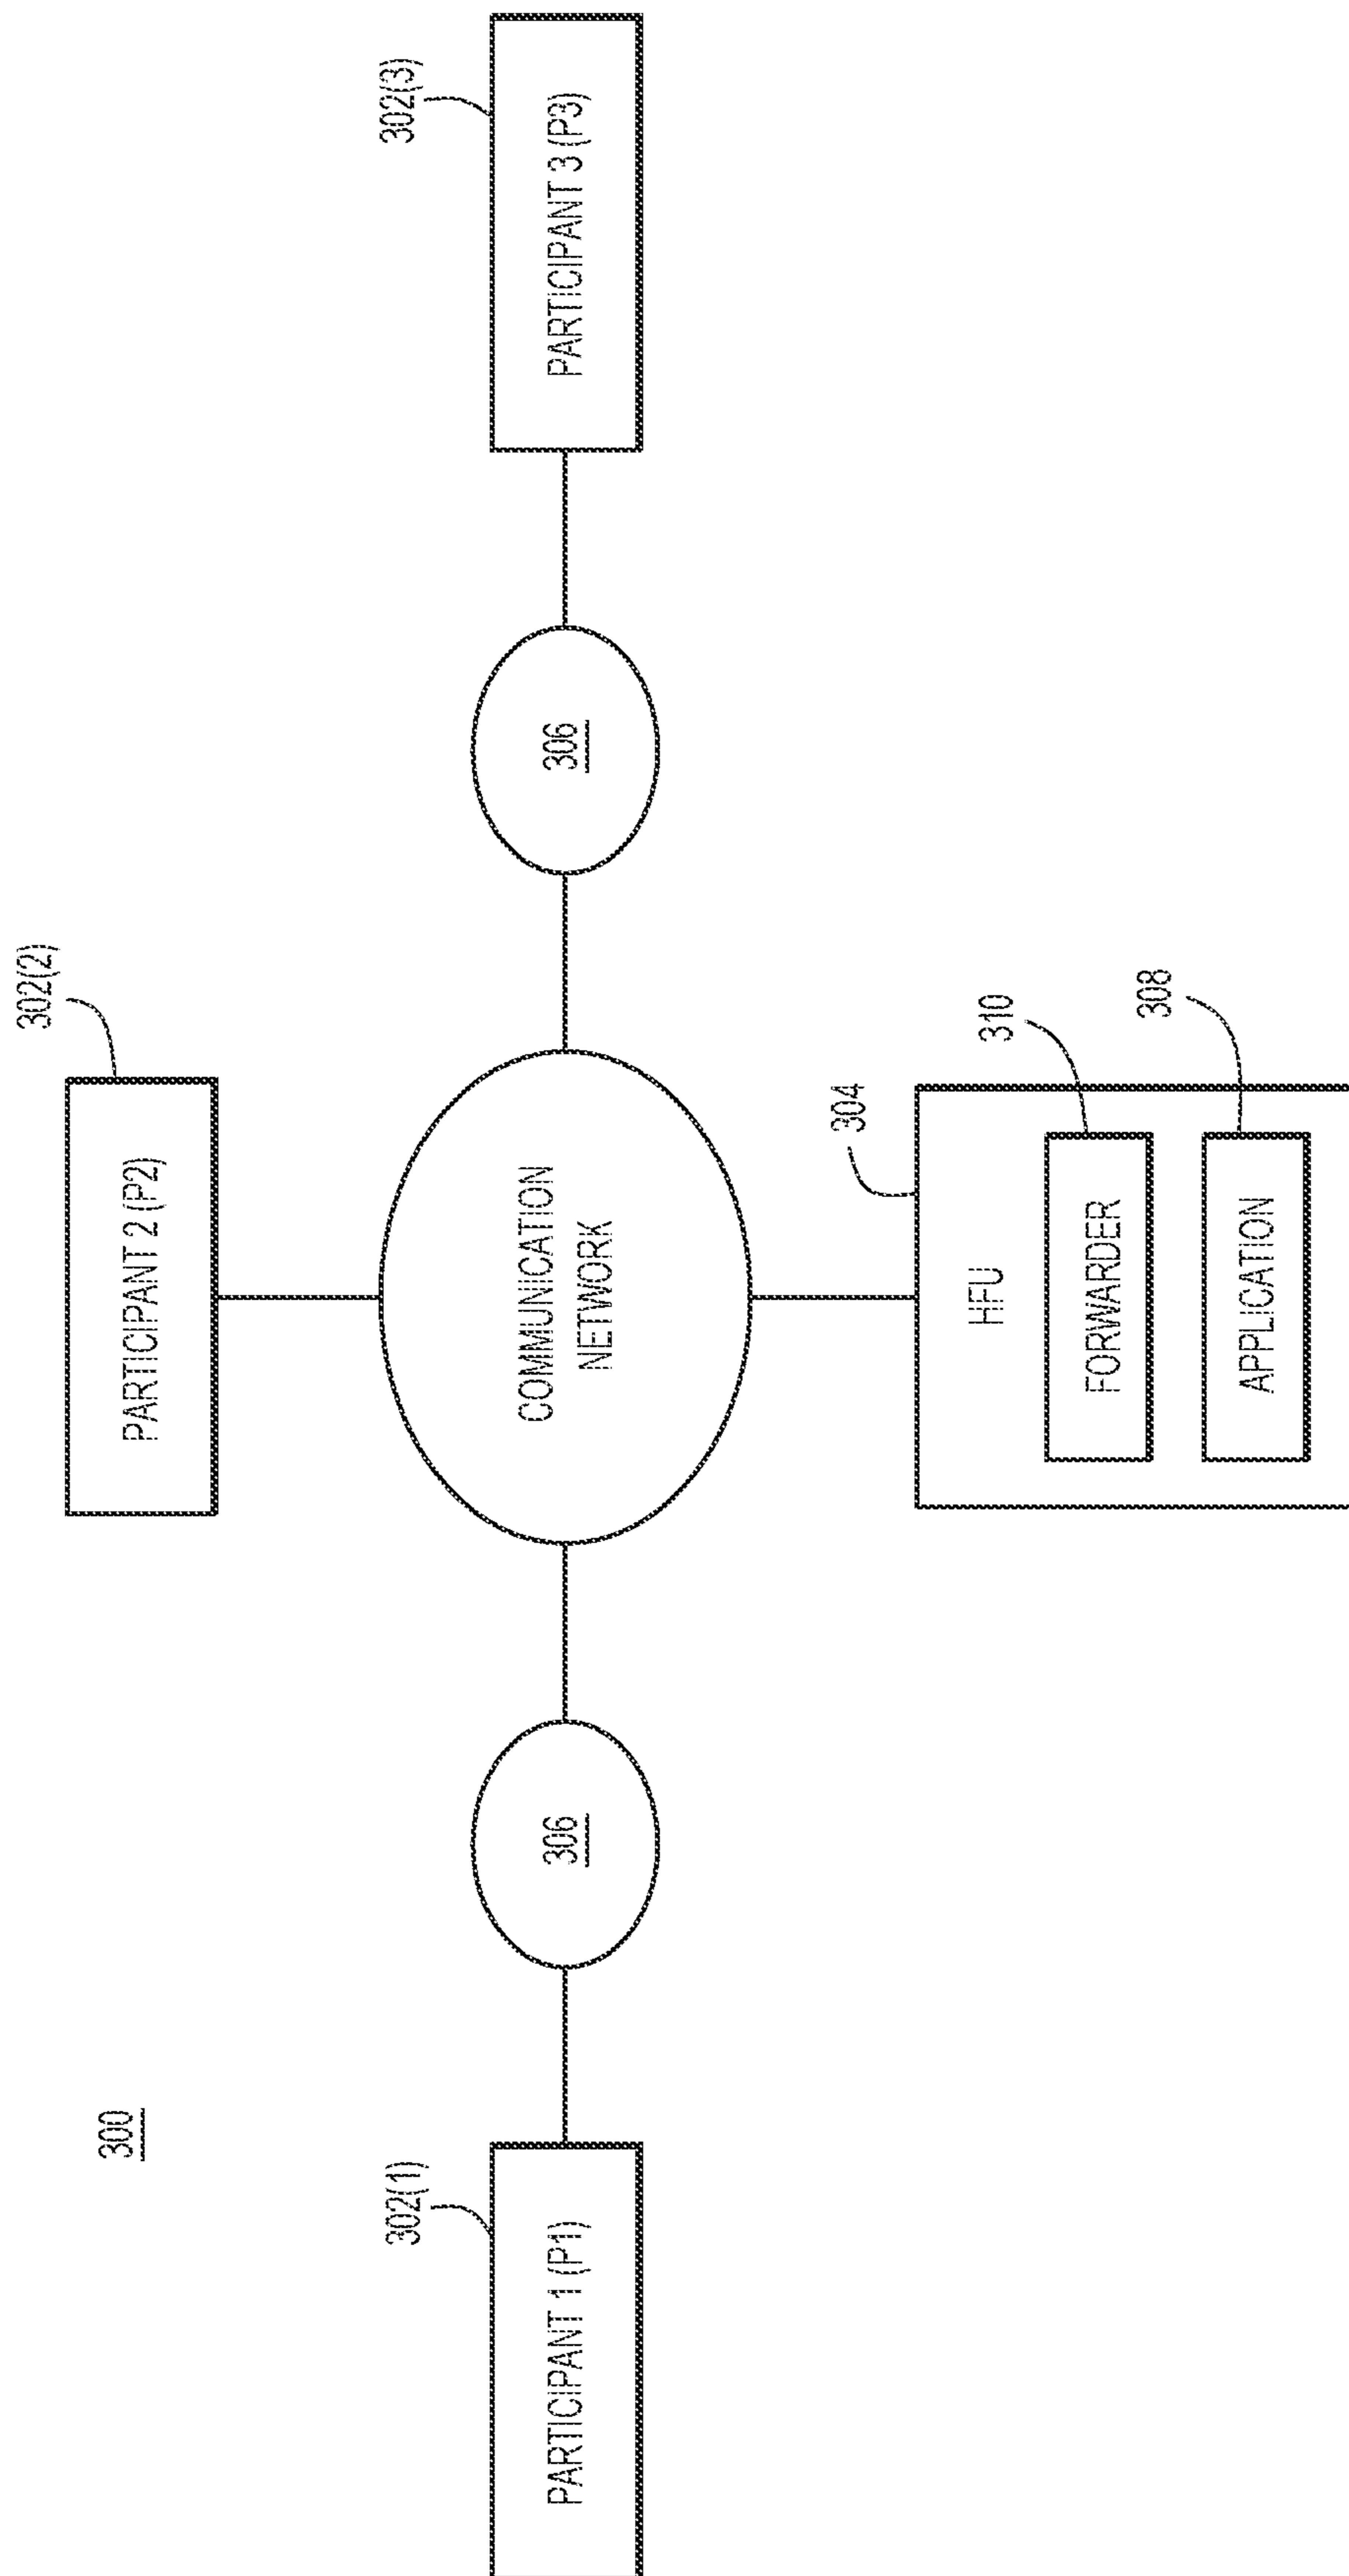 300
302(2)
PARTICIPANT 2 (P2)
302(1)
302(3)
PARTICIPANT 1 (P1)
306
COMMUNICATION
NETWORK
306
PARTICIPANT 3 (P3)
304
HFU
310
FORWARDER
308
APPLICATION